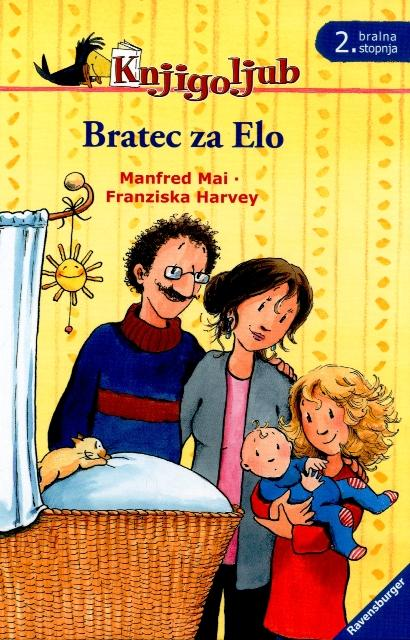 2. bralna
stopnja
Knjigoljub
Bratec za Elo
Manfred Mai ·
Franziska Harvey
Ravensburger